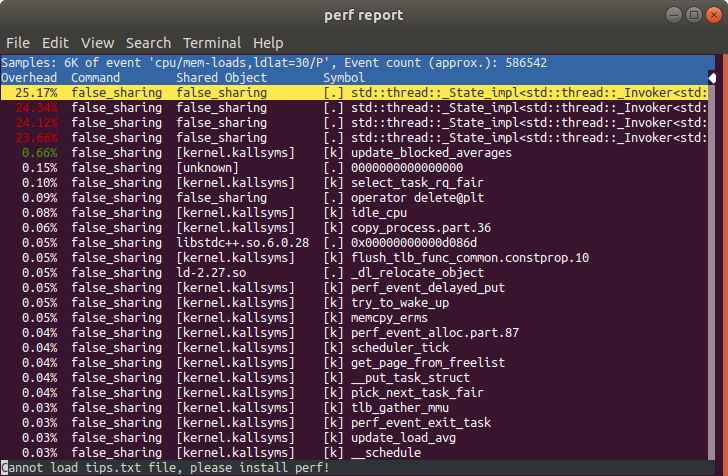 perf report
File Edit View Search Terminal Help
Samples: 6K of event 'cpu/mem-loads,ldlat=30/P', Event count (approx.): 586542
Overhead Command Shared Object Symbol
25.17% false_sharing false_sharing [.] std::thread::_State_impl<std::thread::_Invoker<std:
24.34% false_sharing false_sharing [.] std::thread::_State_impl<std::thread::_Invoker<std:
24.12% false_sharing false_sharing [.] std::thread::_State_impl<std::thread::_Invoker<std:
23.66% false_sharing false_sharing [.] std::thread::_State_impl<std::thread::_Invoker<std:
0.66% false_sharing [kernel.kallsyms] [k] update_blocked_averages
0.15% false_sharing [unknown] [.] 0000000000000000
0.10% false_sharing [kernel.kallsyms] [k] select_task_rq_fair
0.09% false_sharing false_sharing [.] operator delete@plt
0.08% false_sharing [kernel.kallsyms] [k] idle_cpu
0.06% false_sharing [kernel.kallsyms] [k] copy_process.part.36
0.05% false_sharing libstdc++.so.6.0.28 [.] 0x00000000000d086d
0.05% false_sharing [kernel.kallsyms] [k] flush_tlb_func_common.constprop.10
0.05% false_sharing ld-2.27.so [.] _dl_relocate_object
0.05% false_sharing [kernel.kallsyms] [k] perf_event_delayed_put
0.05% false_sharing [kernel.kallsyms] [k] try_to_wake_up
0.05% false_sharing [kernel.kallsyms] [k] memcpy_erms
0.04% false_sharing [kernel.kallsyms] [k] perf_event_alloc.part.87
0.04% false_sharing [kernel.kallsyms] [k] scheduler_tick
0.04% false_sharing [kernel.kallsyms] [k] get_page_from_freelist
0.04% false_sharing [kernel.kallsyms] [k] __put_task_struct
0.04% false_sharing [kernel.kallsyms] [k] pick_next_task_fair
0.03% false_sharing [kernel.kallsyms] [k] tlb_gather_mmu
0.03% false_sharing [kernel.kallsyms] [k] perf_event_exit_task
0.03% false_sharing [kernel.kallsyms] [k] update_load_avg
0.03% false_sharing [kernel.kallsyms] [k] __schedule
Cannot load tips.txt file, please install perf!